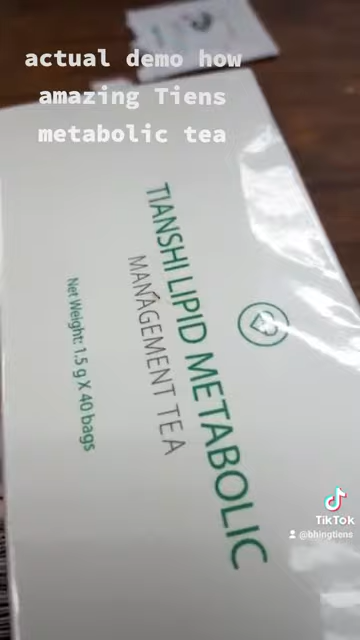 actual demo how
amazing Tiens
metabolic tea
TIANSHI LIPID METABOLIC
MANAGEMENT TEA
Net Weight: 1.5 g X 40 bags
TikTok
@bhingtiens